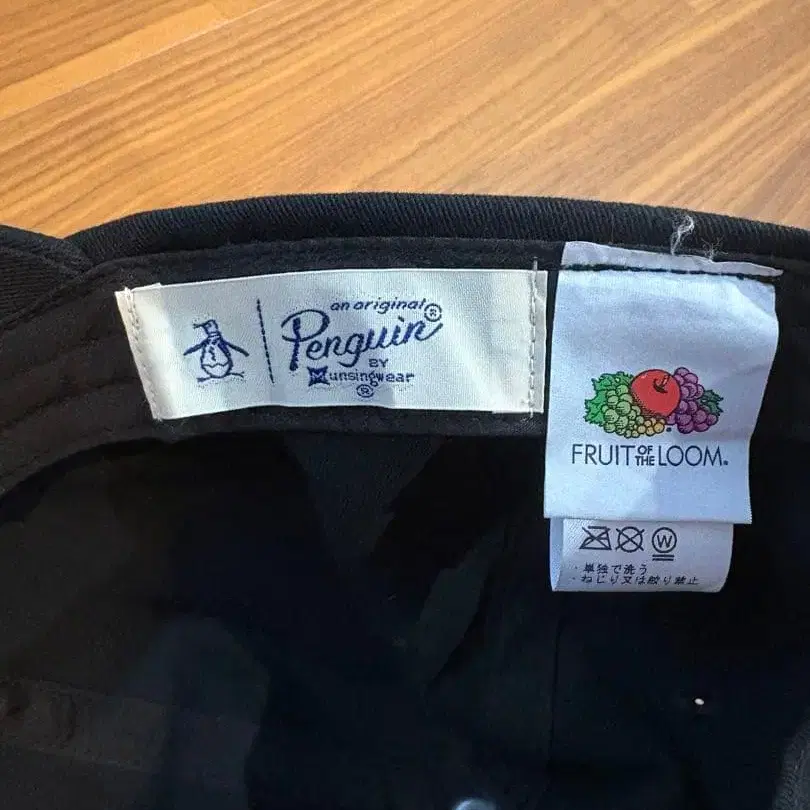 an original®
Penguin®
BY
Munsingwear
®
FRUIT OF THE LOOM.
W
・単独で洗う
・ねじり又は絞り禁止